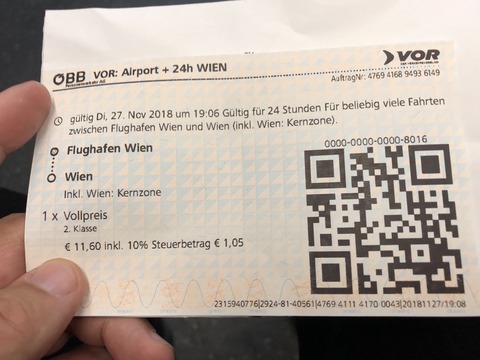 ÖBB VOR: Airport + 24h WIEN
Personenverkehr AG
VOR
AuftragNr: 4769 4168 9493 6149
gültig Di, 27. Nov 2018 um 19:06 Gültig für 24 Stunden Für beliebig viele Fahrten
zwischen Flughafen Wien und Wien (inkl. Wien: Kernzone).
0000-0000-0000-8016
Flughafen Wien
Wien
Inkl. Wien: Kernzone
1 x Vollpreis
2. Klasse
€ 11,60 inkl. 10% Steuerbetrag € 1,05
2315940776|2924-81-40561|4769 4111 4170 0043|20181127/19:08